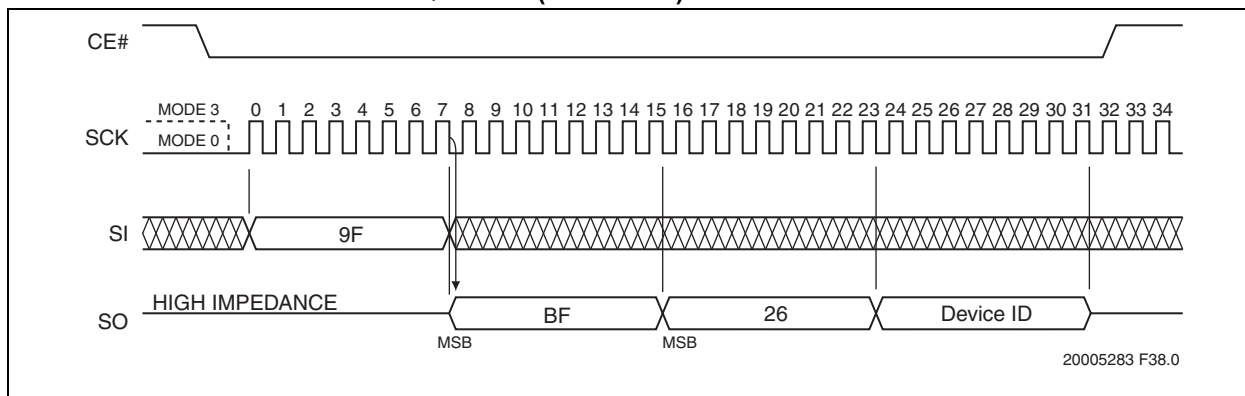 CE#
MODE 3
0 1 2 3 4 5 6 7 8 9 10 11 12 13 14 15 16 17 18 19 20 21 22 23 24 25 26 27 28 29 30 31 32 33 34
SCK
MODE 0
SI
9F
HIGH IMPEDANCE
SO
BF
26
Device ID
MSB
MSB
20005283 F38.0